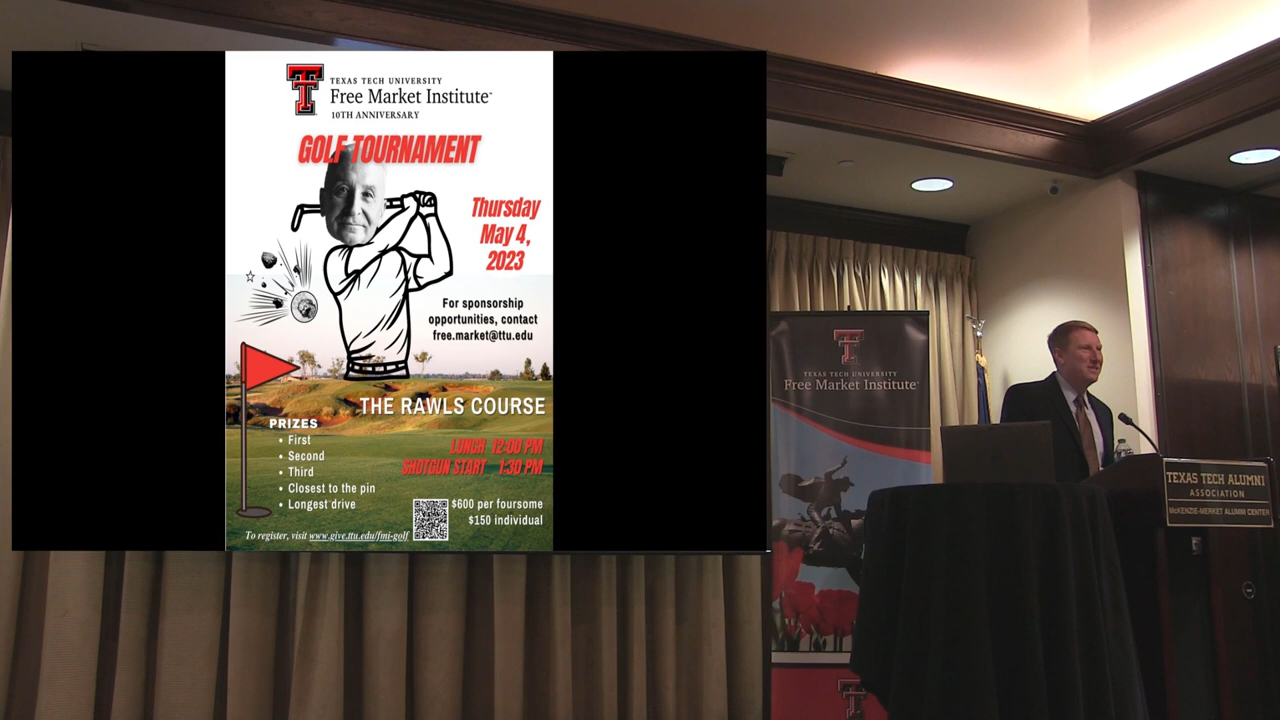 TEXAS TECH UNIVERSITY
Free Market Institute™
10TH ANNIVERSARY
GOLF TOURNAMENT
Thursday
May 4,
2023
For sponsorship
opportunities, contact
free.market@ttu.edu
THE RAWLS COURSE
PRIZES
• First
• Second
• Third
• Closest to the pin
• Longest drive
LUNCH 12:00 PM
SHOTGUN START 1:30 PM
$600 per foursome
$150 individual
To register, visit www.give.ttu.edu/fmi-golf
TEXAS TECH UNIVERSITY
Free Market Institute
TEXAS TECH ALUMNI
ASSOCIATION
McKENZIE-MERKET ALUMNI CENTER